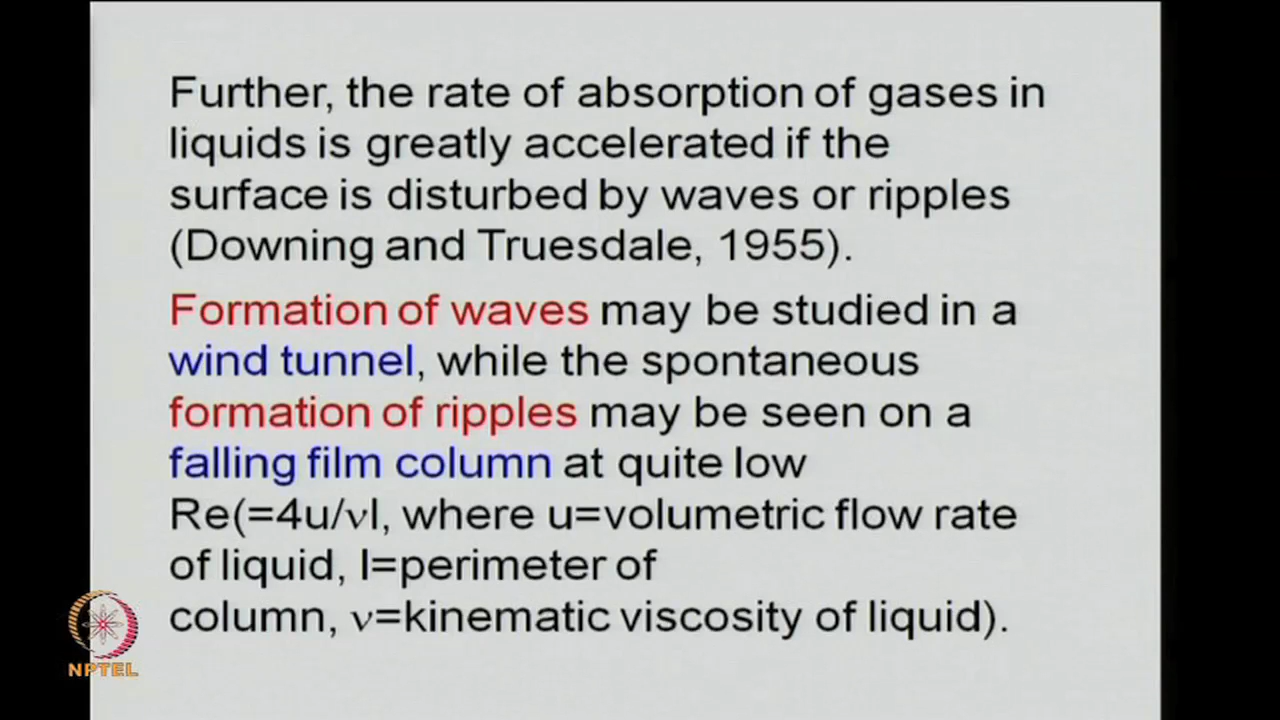 Further, the rate of absorption of gases in
liquids is greatly accelerated if the
surface is disturbed by waves or ripples
(Downing and Truesdale, 1955).
Formation of waves may be studied in a
wind tunnel, while the spontaneous
formation of ripples may be seen on a
falling film column at quite low
Re(=4u/νl, where u=volumetric flow rate
of liquid, l=perimeter of
column, ν=kinematic viscosity of liquid).
NPTEL